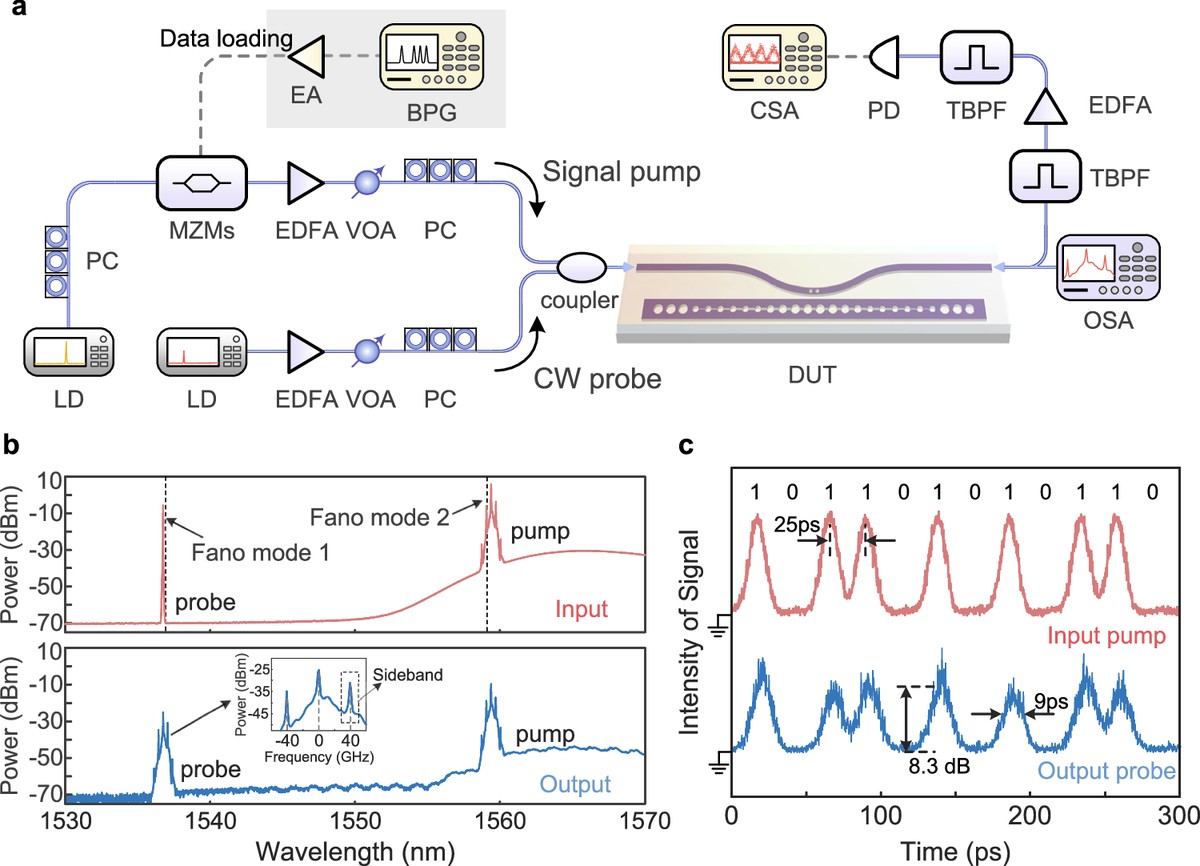 a
Data loading
EA
BPG
CSA
PD
TBPF
EDFA
TBPF
MZMs
EDFA VOA
PC
Signal pump
PC
coupler
OSA
LD
LD
EDFA VOA
PC
CW probe
DUT
b
10
-10
-30
-50
-70
Power (dBm)
Fano mode 1
Fano mode 2
probe
pump
Input
10
-10
-30
-50
-70
Power (dBm)
-25
-35
-45
Power (dBm)
-40 0 40
Frequency (GHz)
Sideband
probe
pump
Output
1530 1540 1550 1560 1570
Wavelength (nm)
c
1 0 1 1 0 1 0 1 0 1 1 0
25ps
Input pump
9ps
8.3 dB
Output probe
Intensity of Signal
0 100 200 300
Time (ps)